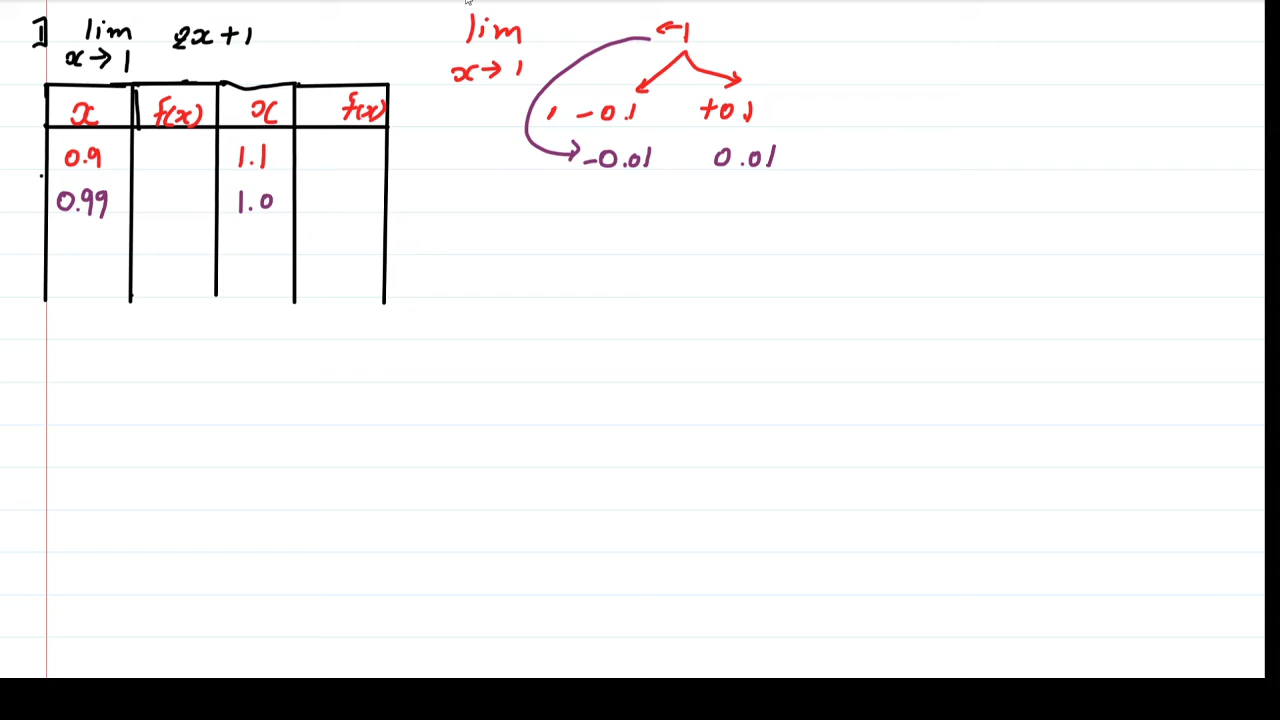 1] lim 2x+1
x→1
x f(x) x f(x)
0.9 1.1
0.99 1.0
lim ←1
x→1
, -0.1 +0.1
-0.01 0.01